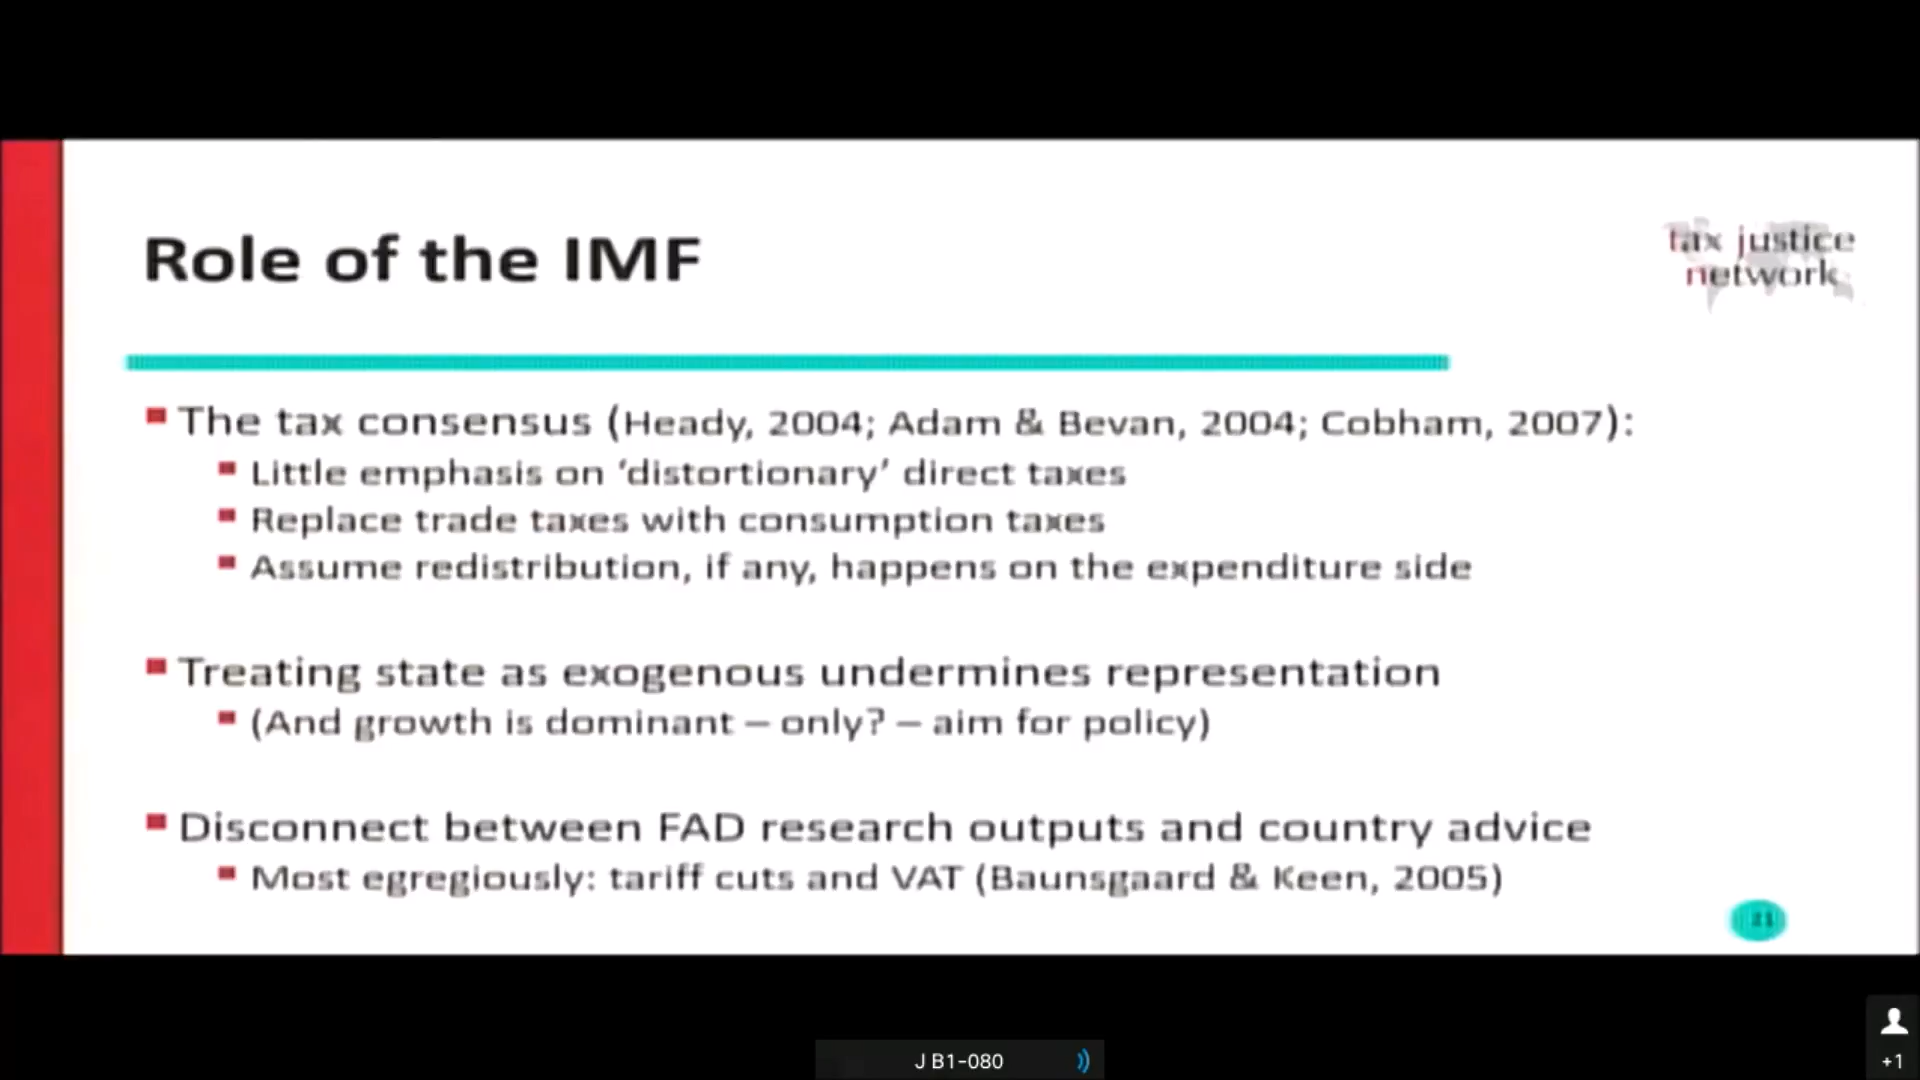 Role of the IMF
tax justice
network
The tax consensus (Heady, 2004; Adam & Bevan, 2004; Cobham, 2007):
Little emphasis on ‘distortionary’ direct taxes
Replace trade taxes with consumption taxes
Assume redistribution, if any, happens on the expenditure side
Treating state as exogenous undermines representation
(And growth is dominant – only? – aim for policy)
Disconnect between FAD research outputs and country advice
Most egregiously: tariff cuts and VAT (Baunsgaard & Keen, 2005)
J B1-080
+1